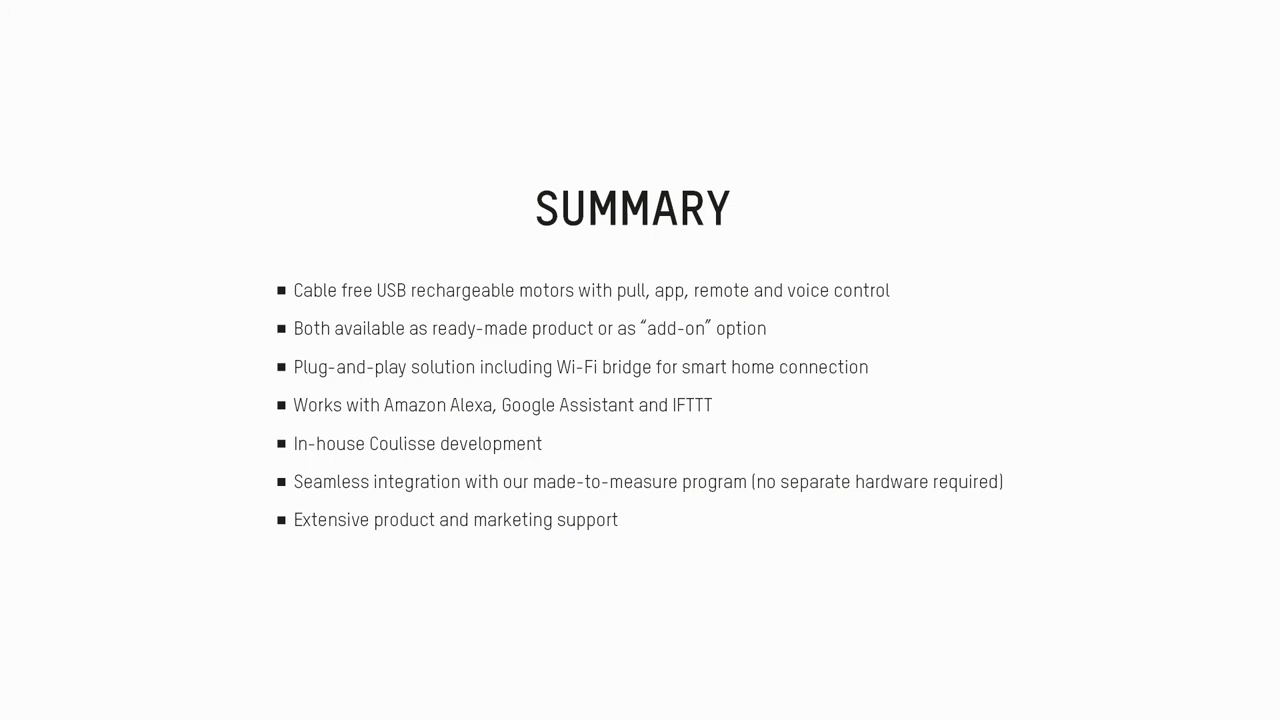 SUMMARY
■ Cable free USB rechargeable motors with pull, app, remote and voice control
■ Both available as ready-made product or as “add-on” option
■ Plug-and-play solution including Wi-Fi bridge for smart home connection
■ Works with Amazon Alexa, Google Assistant and IFTTT
■ In-house Coulisse development
■ Seamless integration with our made-to-measure program (no separate hardware required)
■ Extensive product and marketing support